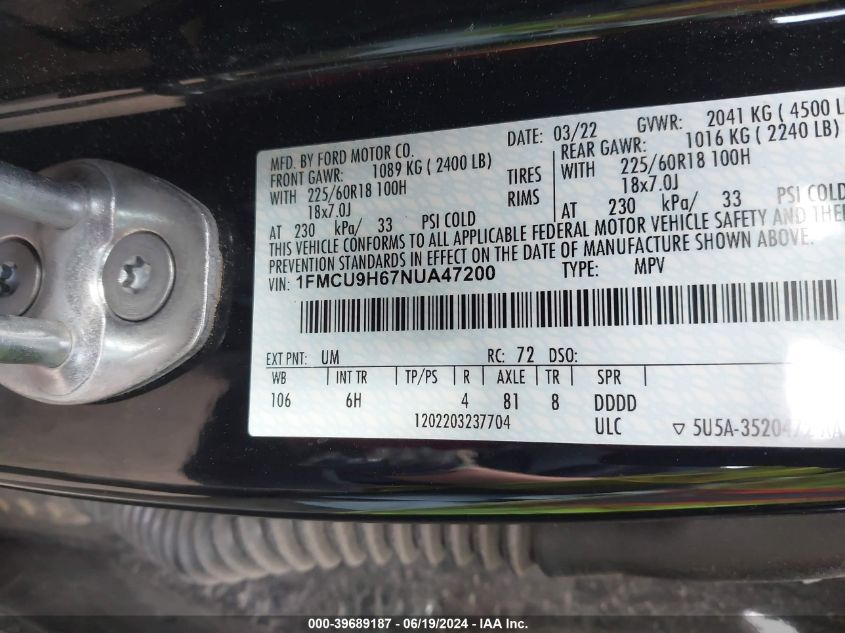 MFD. BY FORD MOTOR CO. DATE: 03/22 GVWR: 2041 KG ( 4500 L
FRONT GAWR: 1089 KG ( 2400 LB) REAR GAWR: 1016 KG ( 2240 LB)
WITH 225/60R18 100H TIRES WITH 225/60R18 100H
18x7.0J RIMS 18x7.0J
AT 230 kPa/ 33 PSI COLD AT 230 kPa/ 33 PSI COLD
THIS VEHICLE CONFORMS TO ALL APPLICABLE FEDERAL MOTOR VEHICLE SAFETY AND THE
PREVENTION STANDARDS IN EFFECT ON THE DATE OF MANUFACTURE SHOWN ABOVE.
VIN: 1FMCU9H67NUA47200 TYPE: MPV
EXT PNT: UM RC: 72 DSO:
WB INT TR TP/PS R AXLE TR SPR
106 6H 4 81 8 DDDD
1202203237704 ULC 5U5A-35204
000-39689187 - 06/19/2024 - IAA Inc.